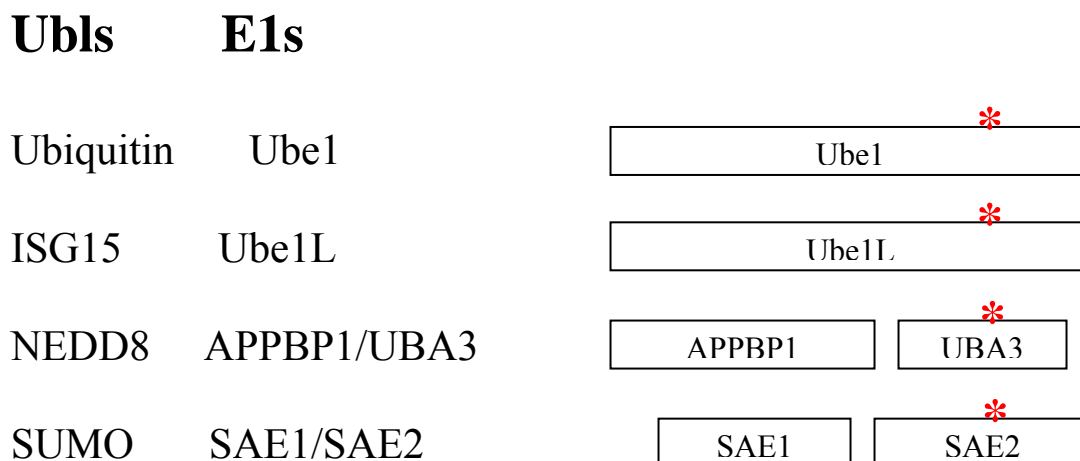 Ubls E1s
Ubiquitin Ube1 Ube1
ISG15 Ube1L Ube1L
NEDD8 APPBP1/UBA3 APPBP1 UBA3
SUMO SAE1/SAE2 SAE1 SAE2